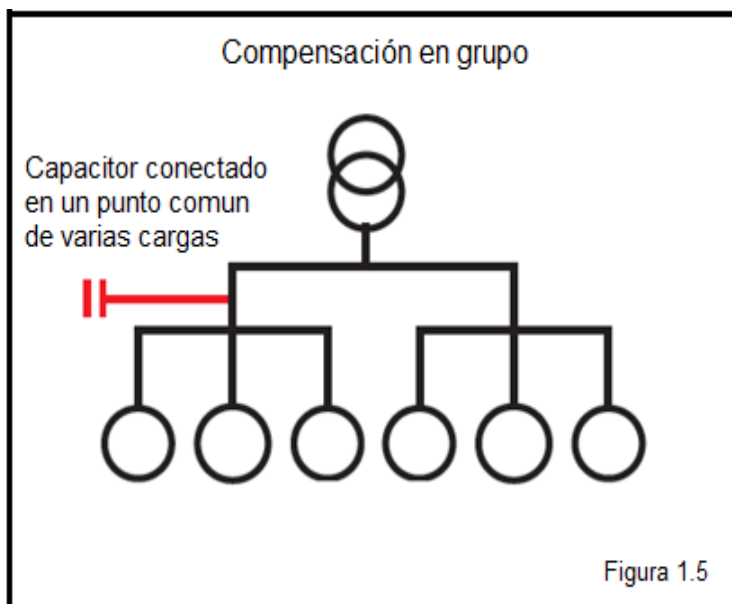 Compensación en grupo
Capacitor conectado
en un punto comun
de varias cargas
Figura 1.5